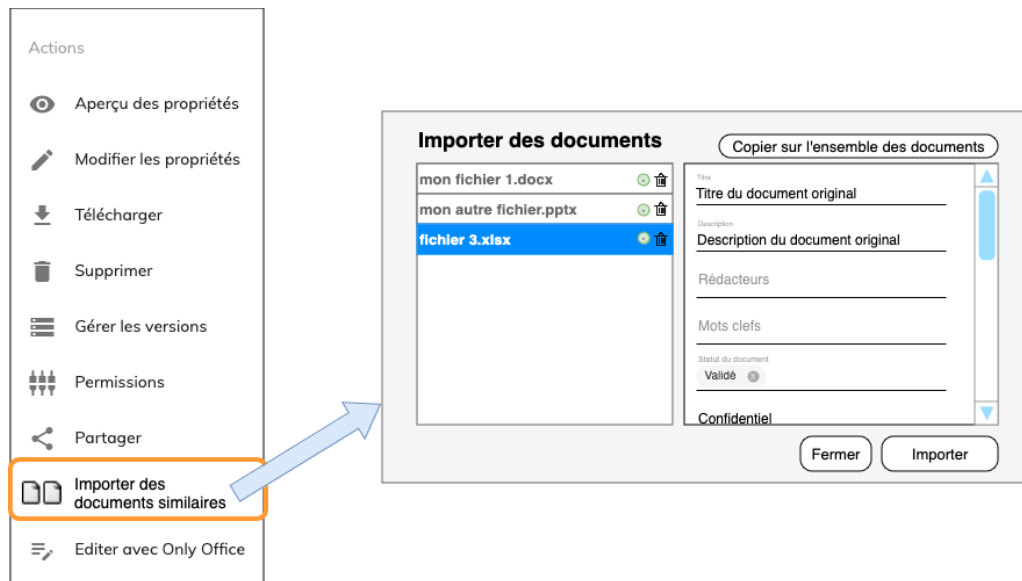 Actions
Aperçu des propriétés
Modifier les propriétés
Télécharger
Supprimer
Gérer les versions
Permissions
Partager
Importer des
documents similaires
Editer avec Only Office
Importer des documents
Copier sur l'ensemble des documents
mon fichier 1.docx
mon autre fichier.pptx
fichier 3.xlsx
Titre
Titre du document original
Description
Description du document original
Rédacteurs
Mots clefs
Statut du document
Validé
Confidentiel
Fermer
Importer